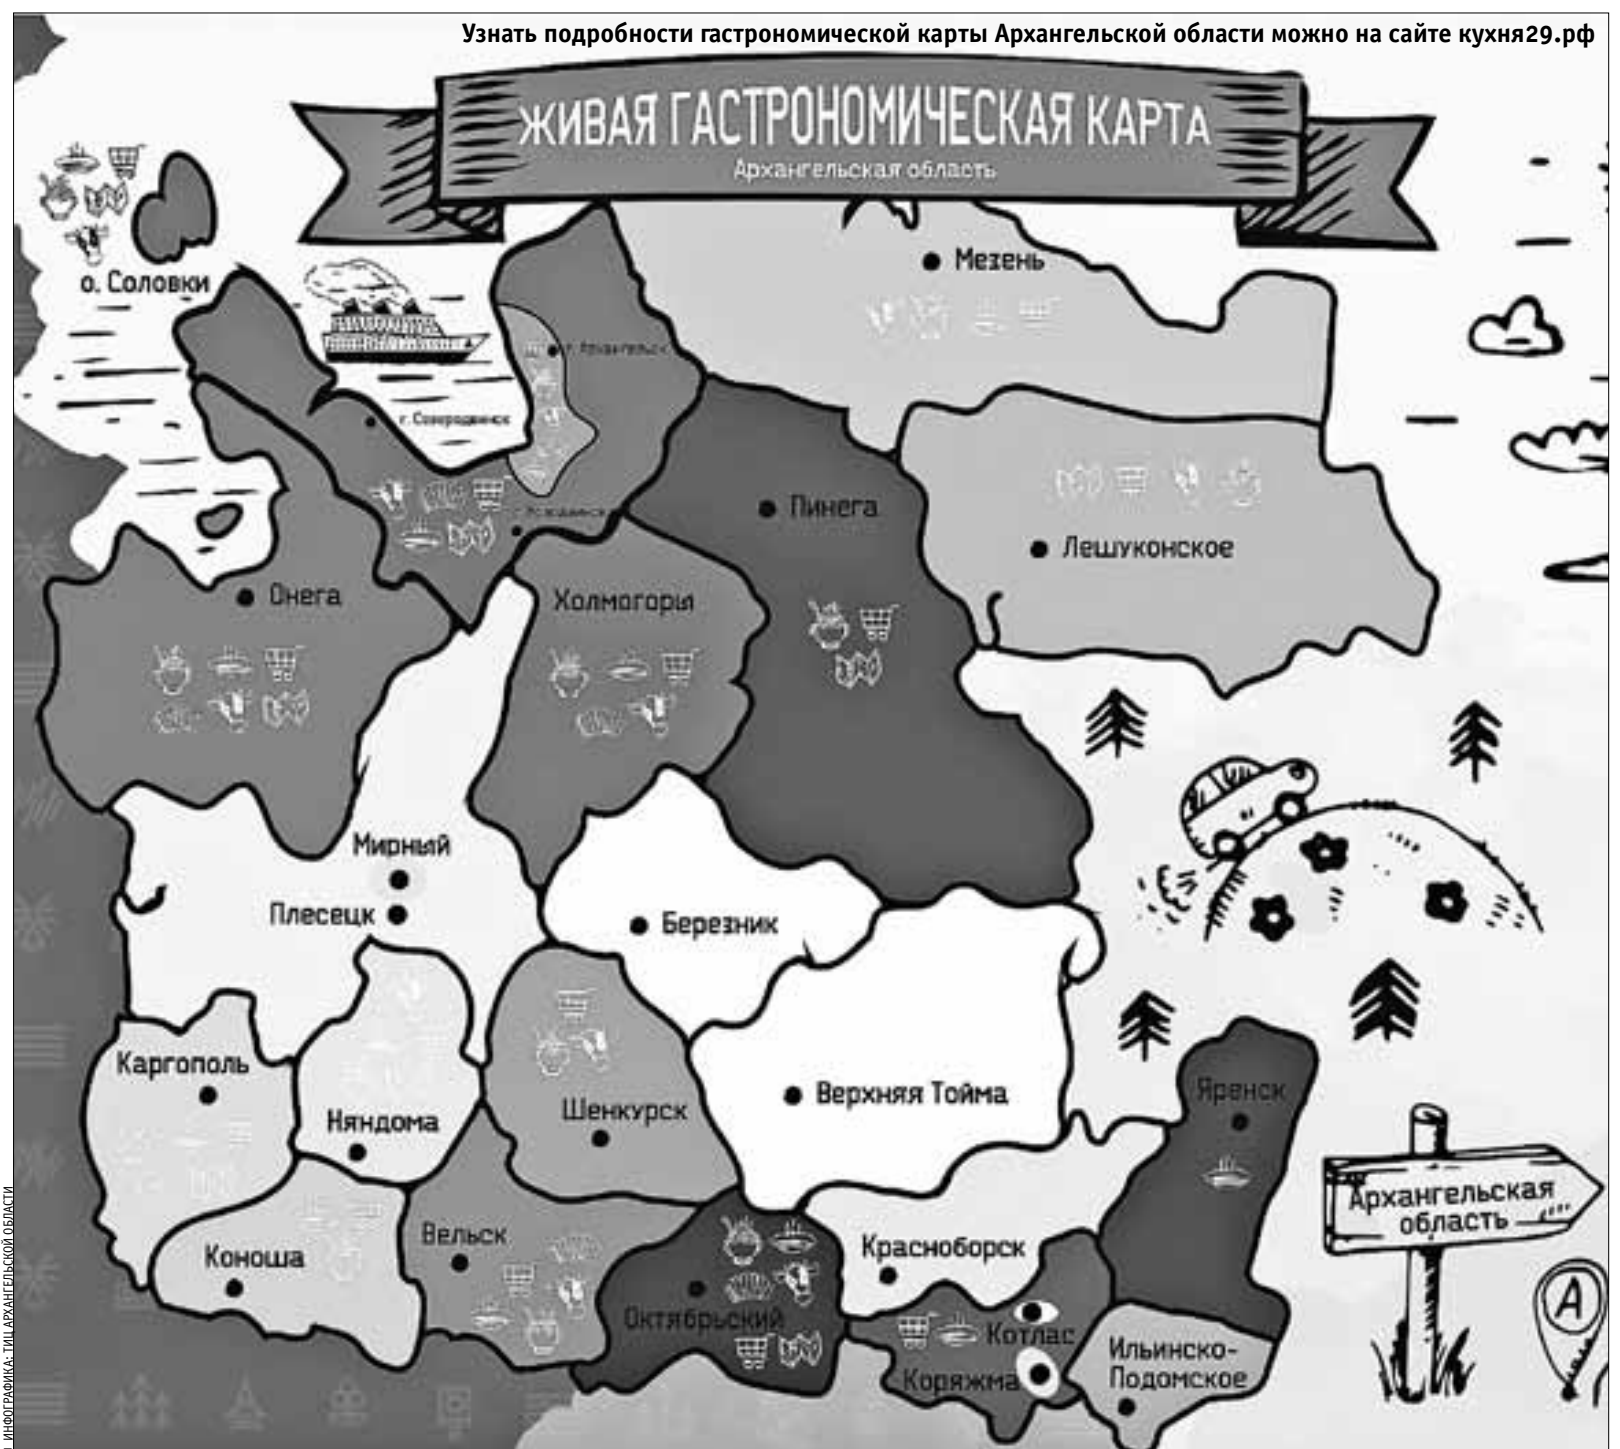 Узнать подробности гастрономической карты Архангельской области можно на сайте кухня29.рф
ЖИВАЯ ГАСТРОНОМИЧЕСКАЯ КАРТА
Архангельская область
о. Соловки
Мезень
г. Архангельск
г. Северодвинск
Пинега
Лешуконское
Онега
Холмогоры
Мирный
Плесецк
Березник
Каргополь
Няндома
Шенкурск
Верхняя Тойма
Яренск
Архангельская
область
Вельск
Коноша
Красноборск
Октябрьский
Котлас
Коряжма
Ильинско-
Подомское
А
ИНФОГРАФИКА: ТИЦ АРХАНГЕЛЬСКОЙ ОБЛАСТИ